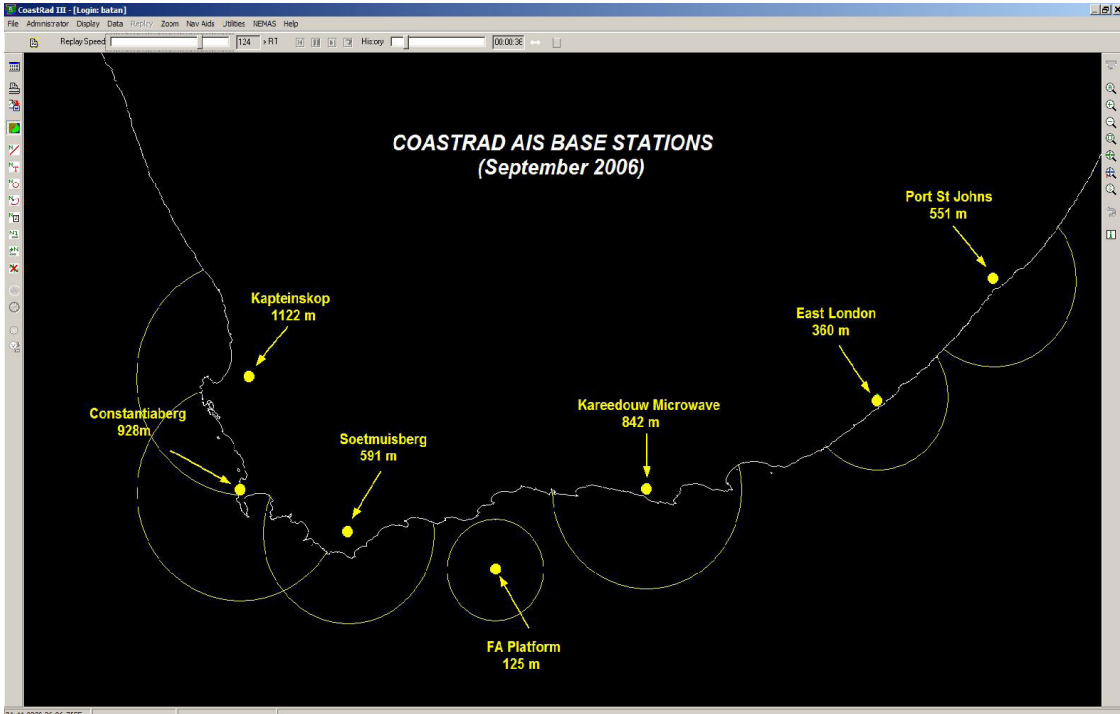 CoastRad III - [Login: batan]
File Administrator Display Data Replay Zoom Nav Aids Utilities NEMAS Help
Replay Speed 124 x RT History 00:00:36
COASTRAD AIS BASE STATIONS
(September 2006)
Port St Johns
551 m
Kapteinskop
1122 m
East London
360 m
Kareedouw Microwave
842 m
Constantiaberg
928m
Soetmuisberg
591 m
FA Platform
125 m